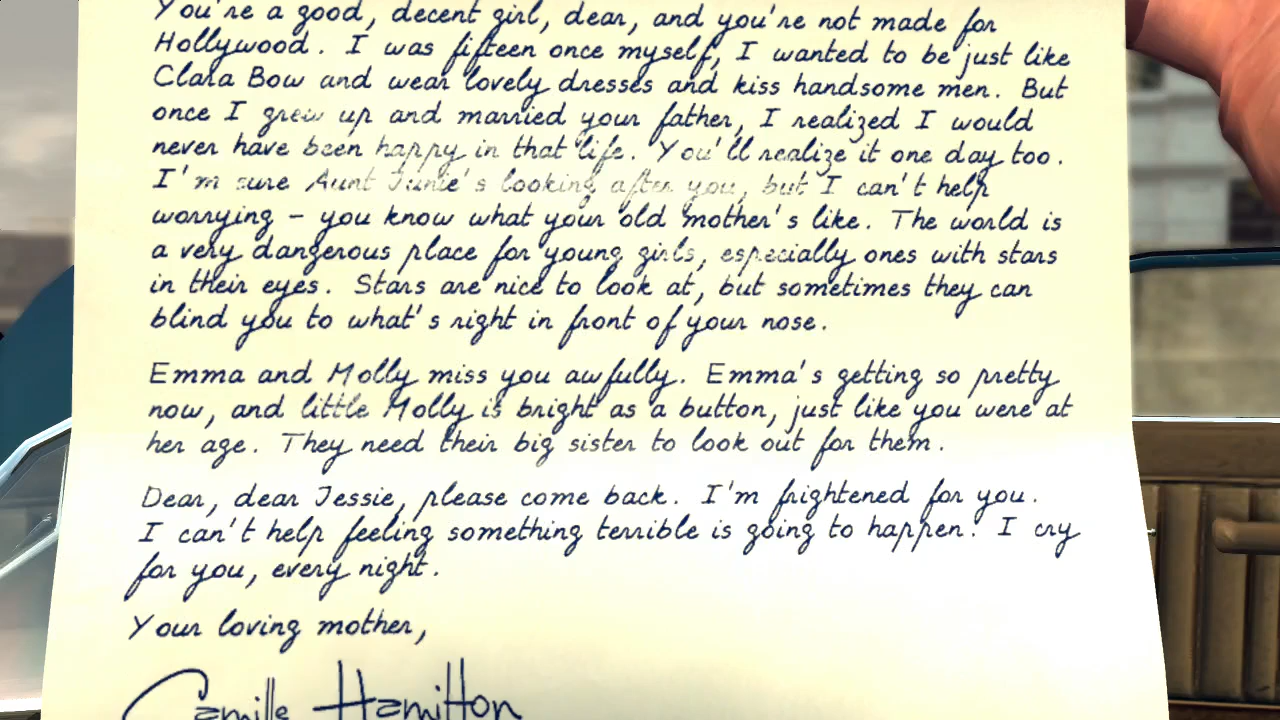 You're a good, decent girl, dear, and you're not made for
Hollywood. I was fifteen once myself, I wanted to be just like
Clara Bow and wear lovely dresses and kiss handsome men. But
once I grew up and married your father, I realized I would
never have been happy in that life. You'll realize it one day too.
I'm sure Aunt Junie's looking after you, but I can't help
worrying – you know what your old mother's like. The world is
a very dangerous place for young girls, especially ones with stars
in their eyes. Stars are nice to look at, but sometimes they can
blind you to what's right in front of your nose.
Emma and Molly miss you awfully. Emma's getting so pretty
now, and little Molly is bright as a button, just like you were at
her age. They need their big sister to look out for them.
Dear, dear Jessie, please come back. I'm frightened for you.
I can't help feeling something terrible is going to happen. I cry
for you, every night.
Your loving mother,
Camille Hamilton